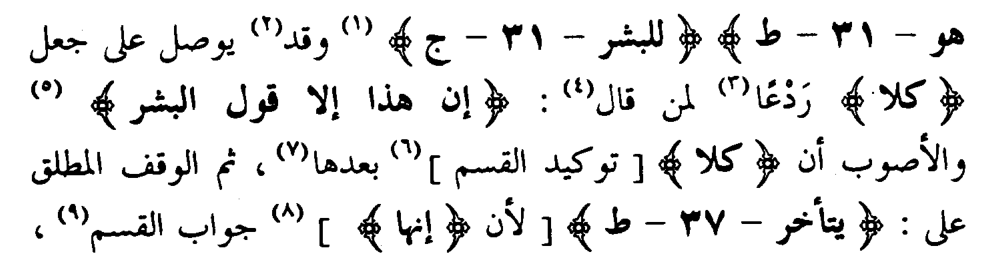 هو – ٣١ – ط ﴾ ﴿ للبشر – ٣١ – ج ﴾ (١) وقد(٢) يوصل على جعل
﴿ كلا ﴾ رَدْعًا(٣) لمن قال(٤) : ﴿ إن هذا إلا قول البشر ﴾ (٥)
والأصوب أن ﴿ كلا ﴾ [ توكيد القسم ](٦) بعدها(٧) ، ثم الوقف المطلق
على : ﴿ يتأخر – ٣٧ – ط ﴾ [ لأن ﴿ إنها ﴾ ](٨) جواب القسم(٩) ،